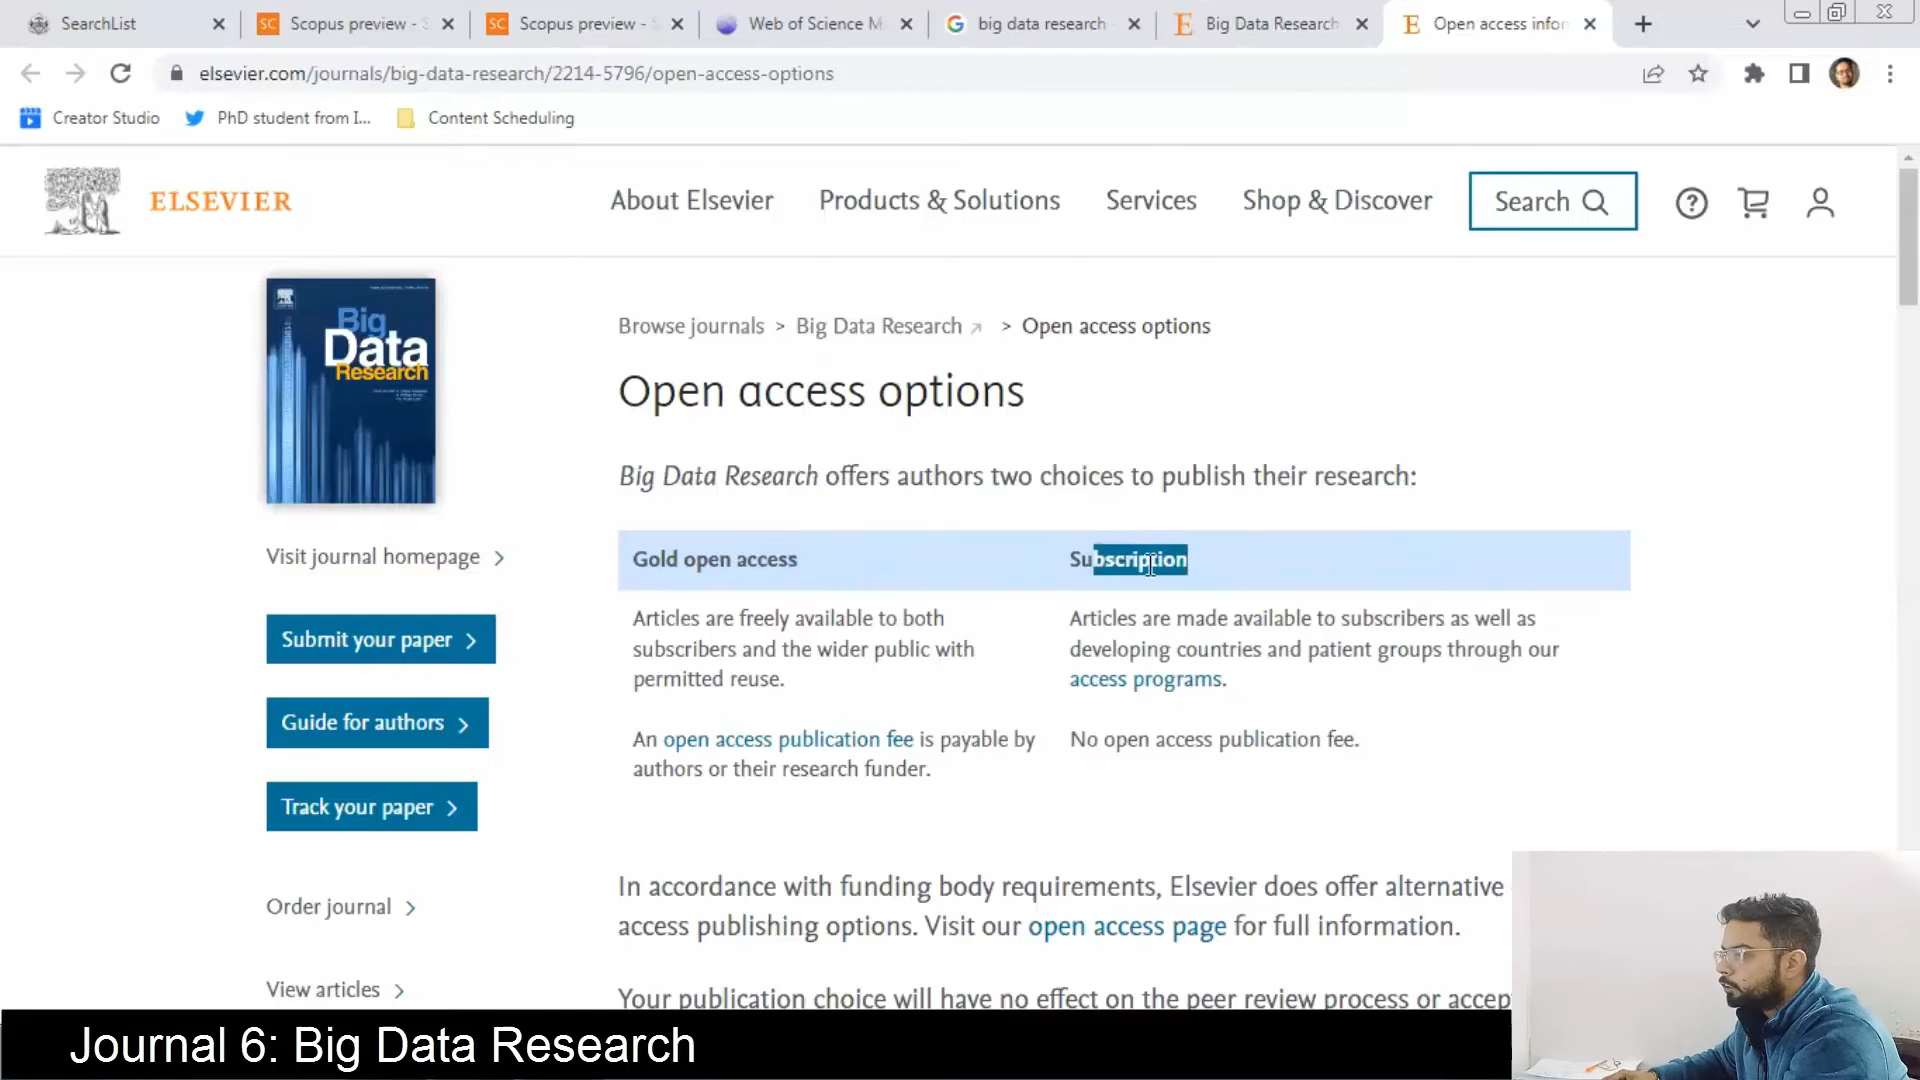 SearchList
Scopus preview -
Scopus preview -
Web of Science M
big data research
Big Data Research
Open access infor
elsevier.com/journals/big-data-research/2214-5796/open-access-options
Creator Studio
PhD student from I...
Content Scheduling
ELSEVIER
About Elsevier
Products & Solutions
Services
Shop & Discover
Search
Big
Data
Research
Browse journals > Big Data Research > Open access options
Open access options
Big Data Research offers authors two choices to publish their research:
Visit journal homepage
Submit your paper
Guide for authors
Track your paper
Order journal
View articles
Gold open access
Articles are freely available to both
subscribers and the wider public with
permitted reuse.
An open access publication fee is payable by
authors or their research funder.
Subscription
Articles are made available to subscribers as well as
developing countries and patient groups through our
access programs.
No open access publication fee.
In accordance with funding body requirements, Elsevier does offer alternative
access publishing options. Visit our open access page for full information.
Your publication choice will have no effect on the peer review process or accep
Journal 6: Big Data Research